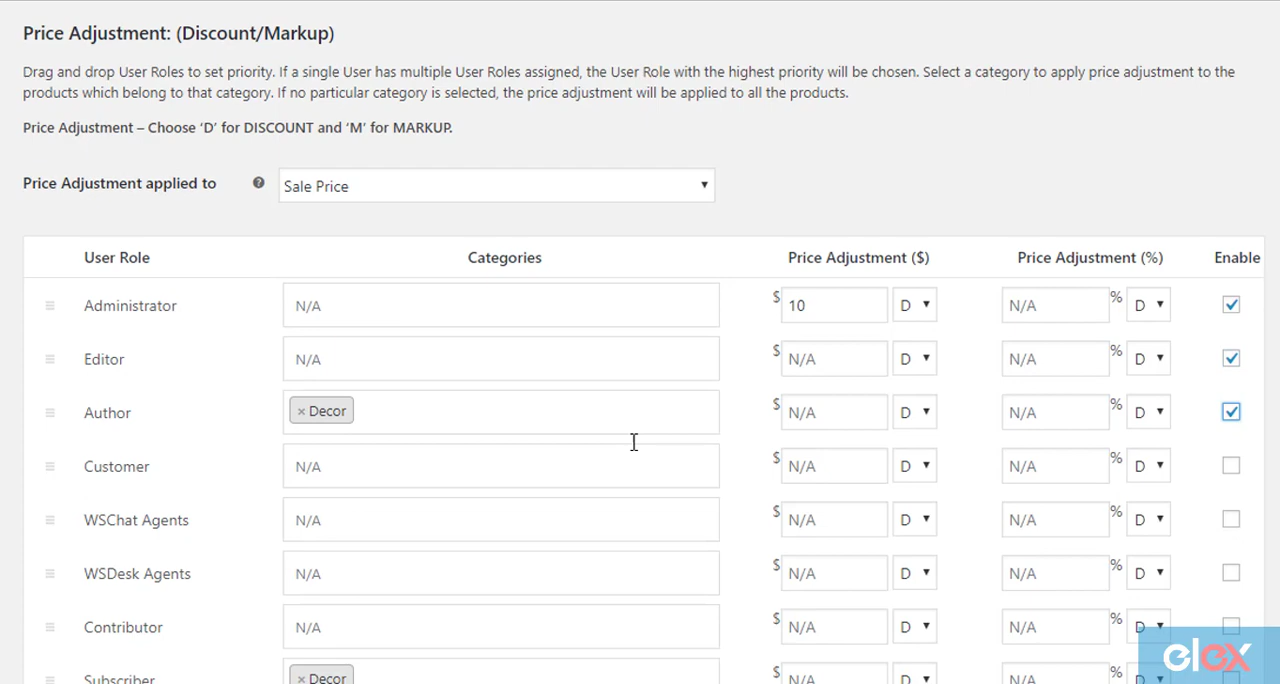 Price Adjustment: (Discount/Markup)
Drag and drop User Roles to set priority. If a single User has multiple User Roles assigned, the User Role with the highest priority will be chosen. Select a category to apply price adjustment to the
products which belong to that category. If no particular category is selected, the price adjustment will be applied to all the products.
Price Adjustment – Choose ‘D’ for DISCOUNT and ‘M’ for MARKUP.
Price Adjustment applied to ? Sale Price
User Role Categories Price Adjustment ($) Price Adjustment (%) Enable
Administrator N/A $ 10 D N/A % D
Editor N/A $ N/A D N/A % D
Author × Decor $ N/A D N/A % D
Customer N/A $ N/A D N/A % D
WSChat Agents N/A $ N/A D N/A % D
WSDesk Agents N/A $ N/A D N/A % D
Contributor N/A $ N/A D N/A % D
Subscriber × Decor $ N/A D N/A % D
elex